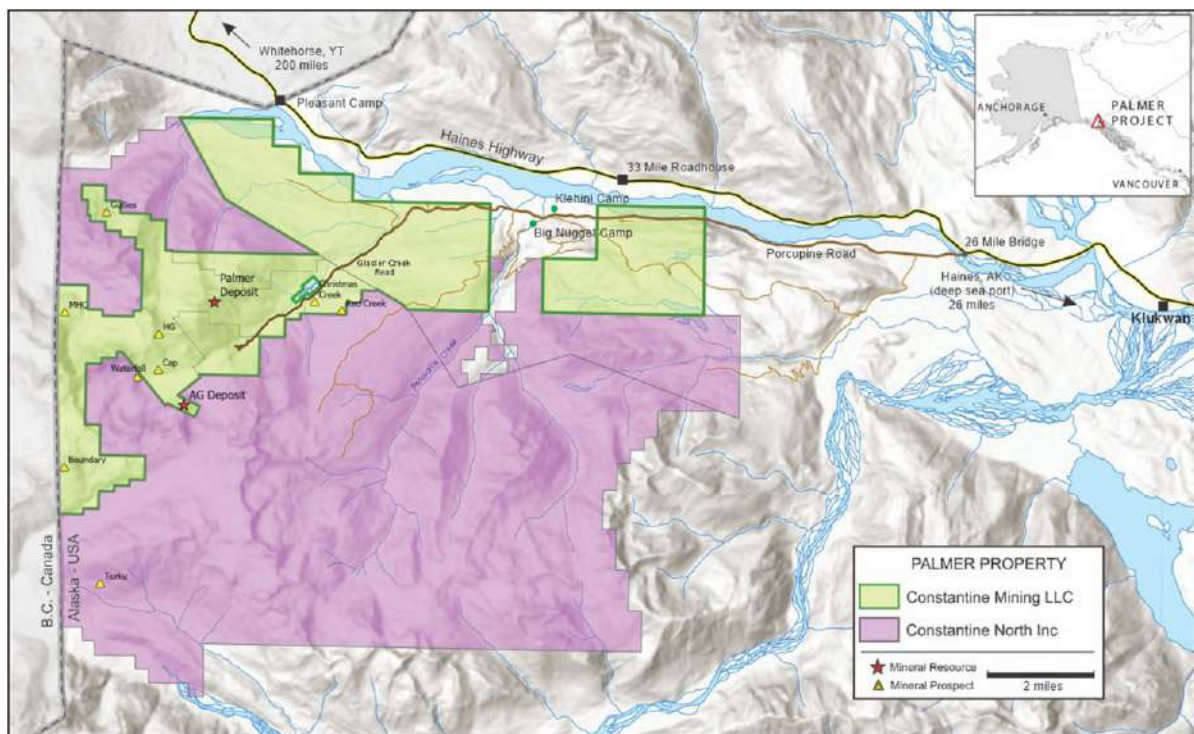 Whitehorse, YT
200 miles
Pleasant Camp
Haines Highway
33 Mile Roadhouse
ANCHORAGE
PALMER
PROJECT
VANCOUVER
Gullies
Klehini Camp
Big Nugget Camp
Porcupine Road
26 Mile Bridge
Haines, AK
(deep sea port)
26 miles
Klukwan
Glacier Creek
Road
Palmer
Deposit
Christmas
Creek
Red Creek
MHC
HG
Waterfall
Cap
AG Deposit
Porcupine Creek
Boundary
B.C. - Canada
Alaska - USA
PALMER PROPERTY
Constantine Mining LLC
Constantine North Inc
Mineral Resource
Mineral Prospect
2 miles